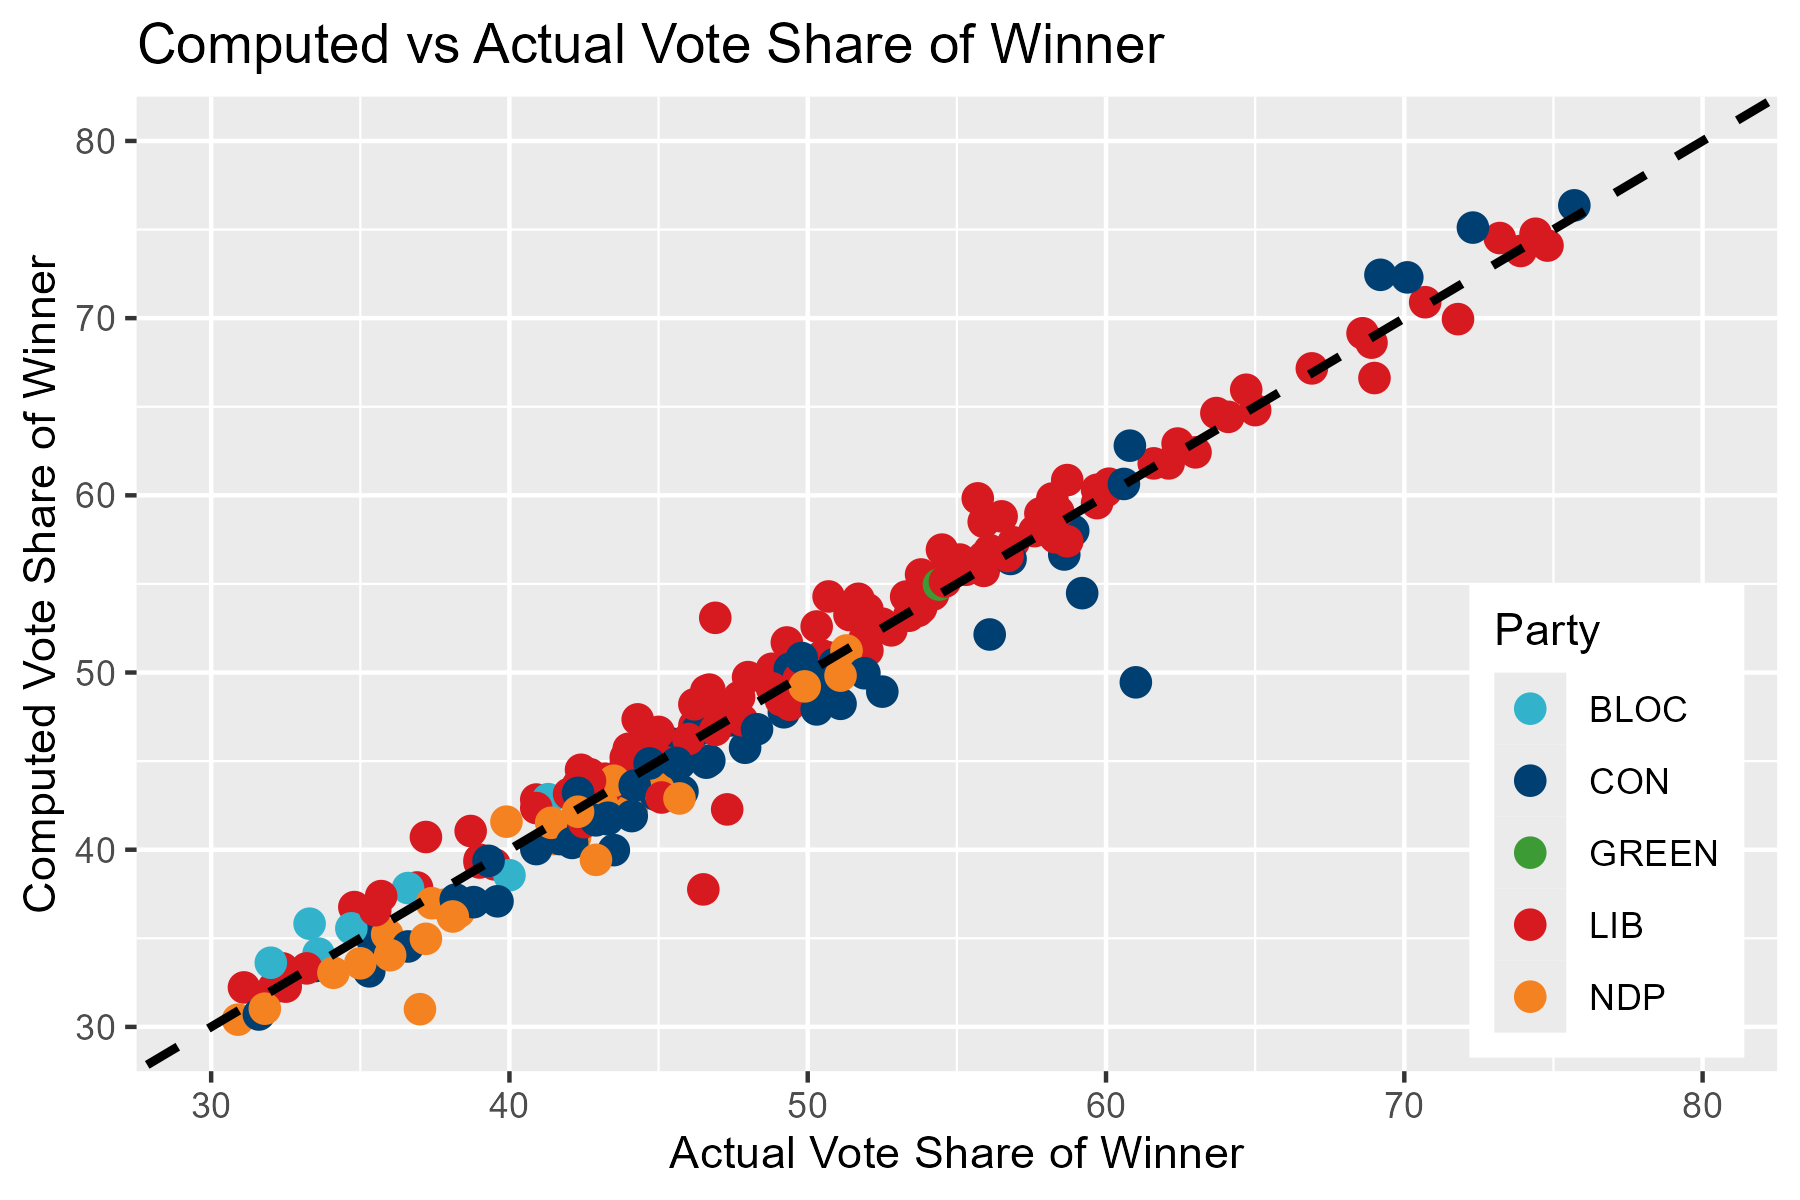 Computed vs Actual Vote Share of Winner
Computed Vote Share of Winner
80
70
60
50
40
30
30 40 50 60 70 80
Actual Vote Share of Winner
Party
BLOC
CON
GREEN
LIB
NDP